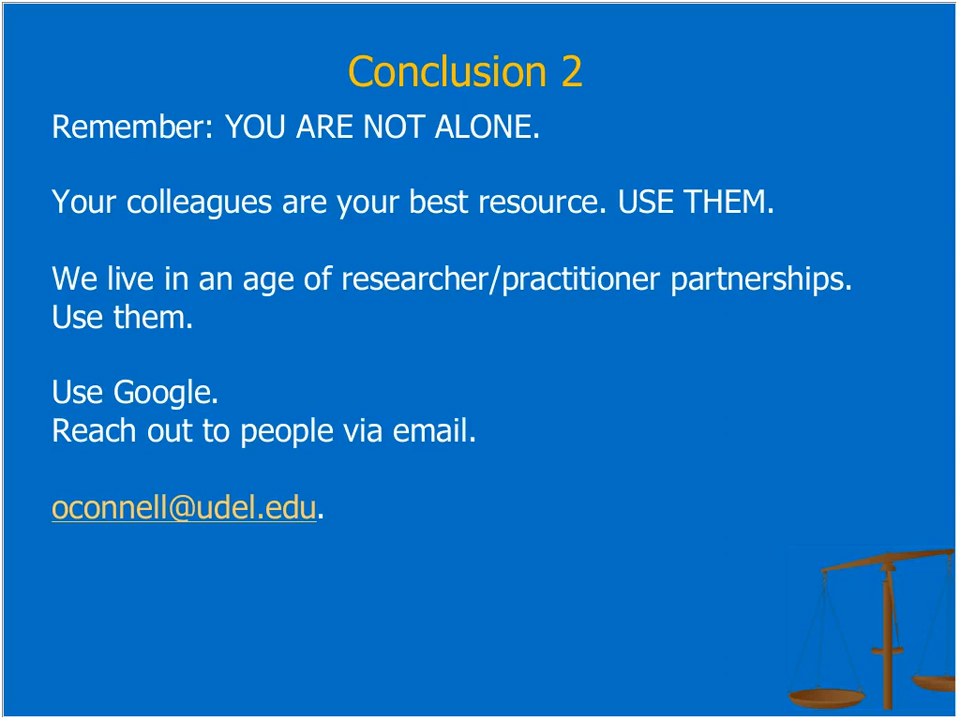 Conclusion 2
Remember: YOU ARE NOT ALONE.
Your colleagues are your best resource. USE THEM.
We live in an age of researcher/practitioner partnerships.
Use them.
Use Google.
Reach out to people via email.
oconnell@udel.edu.